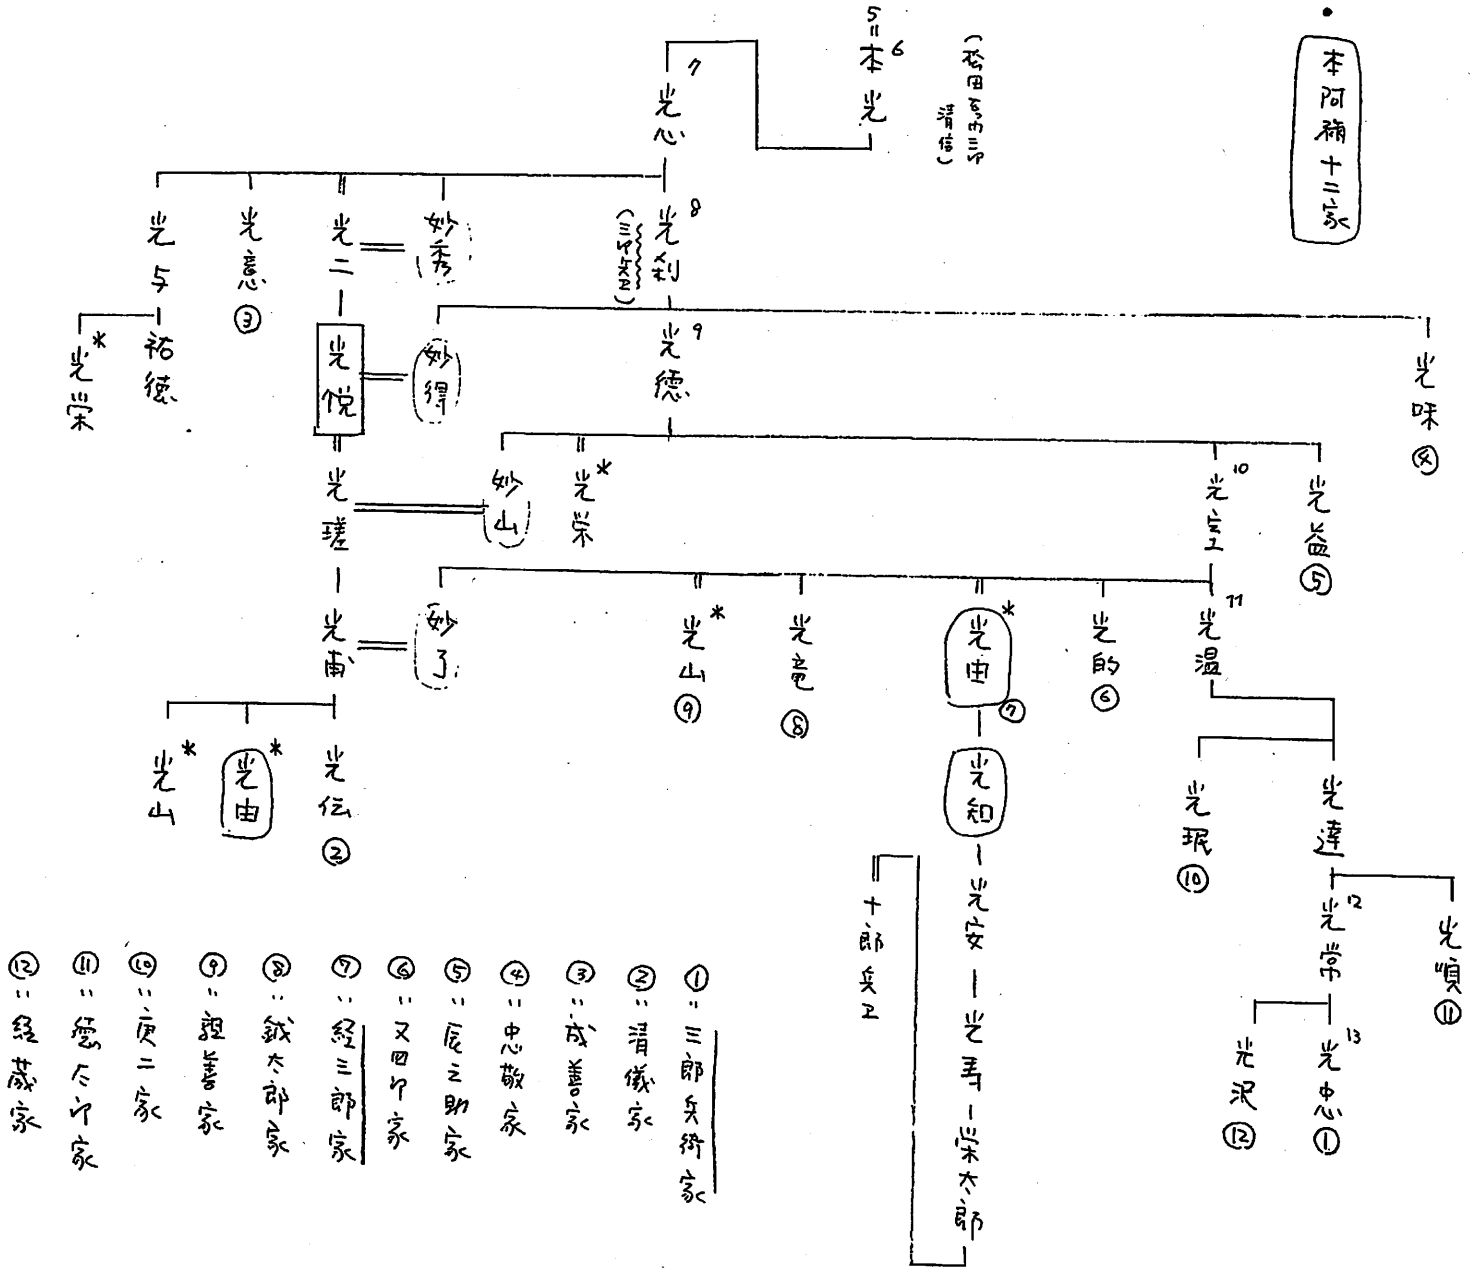 本阿弥十二家
5
6
本光
清信)
7
光心
8
光刹
妙秀
光二
光意
③
光与
祐徳
光栄*
光悦
妙得
9
光徳
光味
④
光瑳
妙山
光栄*
10
光室
光益
⑤
光甫
妙了
光山*
⑨
光竜
⑧
光由*
⑦
光的
⑥
11
光温
光山*
光由*
光伝
②
光知
光珉
⑩
光達
12
光常
光順
⑪
光安
光寿
栄太郎
十郎兵ヱ
13
光忠
①
光沢
⑫
①:三郎兵衛家
②:清儀家
③:成善家
④:忠敬家
⑤:辰之助家
⑥:又四卩家
⑦:経三郎家
⑧:鉞太郎家
⑨:親善家
⑩:庚二家
⑪
⑫:経蔵家